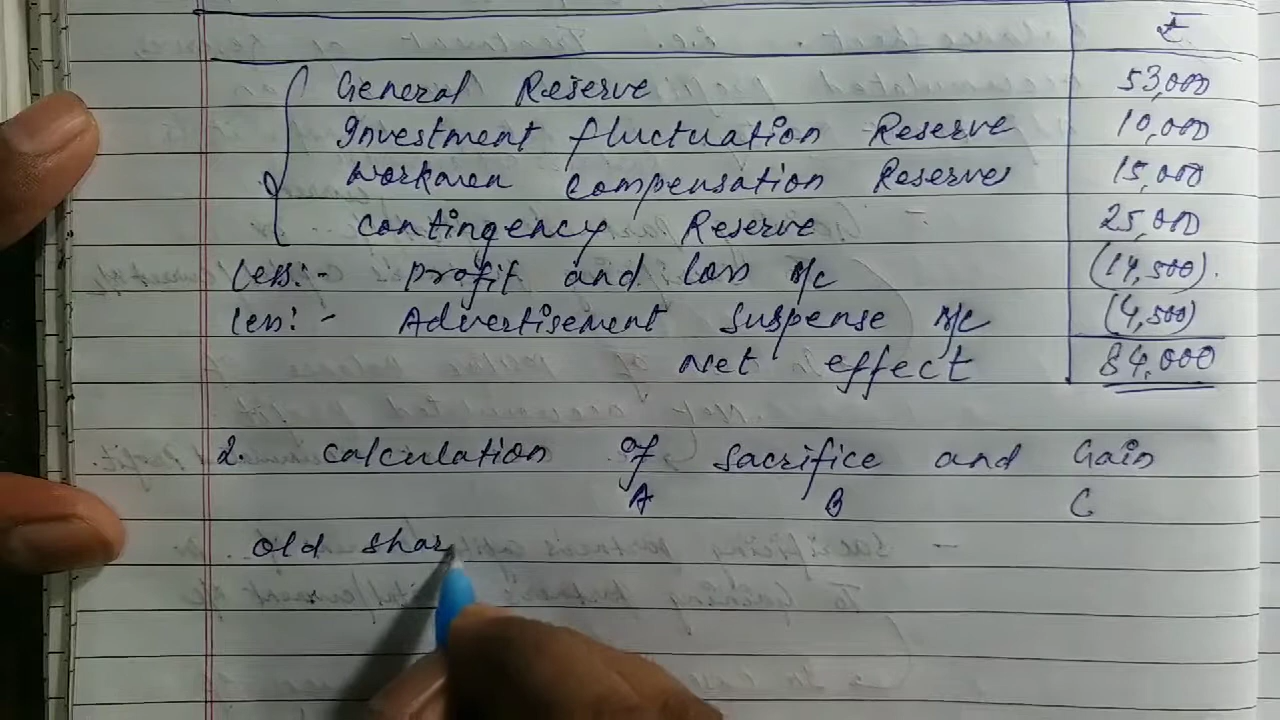 ₹
General Reserve 53,000
Investment fluctuation Reserve 10,000
Workmen compensation Reserves 15,000
Contingency Reserve 25,000
Less:- Profit and Loss A/c (14,500).
Less:- Advertisement Suspense A/c (4,500)
Net effect 84,000
2. Calculation of Sacrifice and Gain
A B C
Old Shar